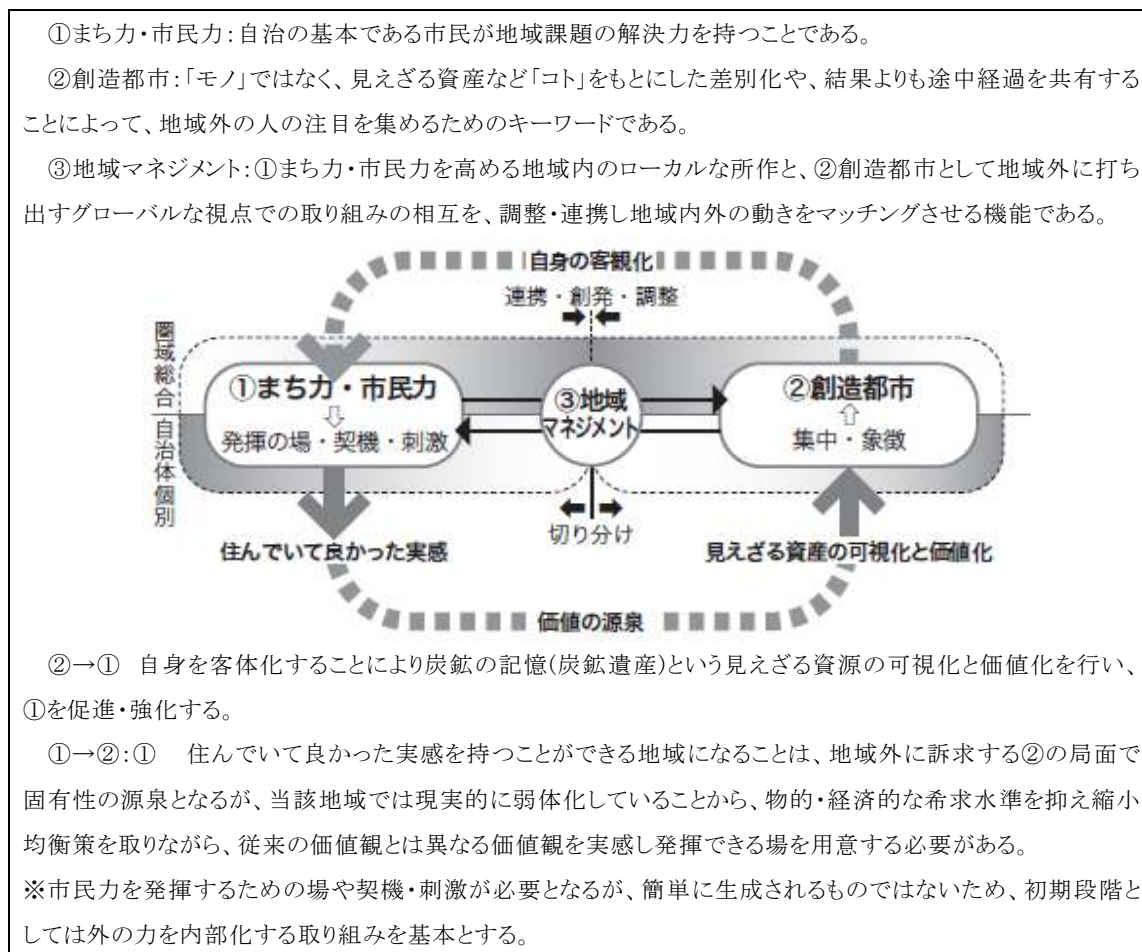 ①まち力・市民力：自治の基本である市民が地域課題の解決力を持つことである。
②創造都市：「モノ」ではなく、見えざる資産など「コト」をもとにした差別化や、結果よりも途中経過を共有する
ことによって、地域外の人の注目を集めるためのキーワードである。
③地域マネジメント：①まち力・市民力を高める地域内のローカルな所作と、②創造都市として地域外に打ち
出すグローバルな視点での取り組みの相互を、調整・連携し地域内外の動きをマッチングさせる機能である。
自身の客観化
連携・創発・調整
圏域総合
自治体個別
①まち力・市民力
発揮の場・契機・刺激
③地域
マネジメント
②創造都市
集中・象徴
切り分け
住んでいて良かった実感
見えざる資産の可視化と価値化
価値の源泉
②→① 自身を客体化することにより炭鉱の記憶(炭鉱遺産)という見えざる資源の可視化と価値化を行い、
①を促進・強化する。
①→②：① 住んでいて良かった実感を持つことができる地域になることは、地域外に訴求する②の局面で
固有性の源泉となるが、当該地域では現実的に弱体化していることから、物的・経済的な希求水準を抑え縮小
均衡策を取りながら、従来の価値観とは異なる価値観を実感し発揮できる場を用意する必要がある。
※市民力を発揮するための場や契機・刺激が必要となるが、簡単に生成されるものではないため、初期段階と
しては外の力を内部化する取り組みを基本とする。